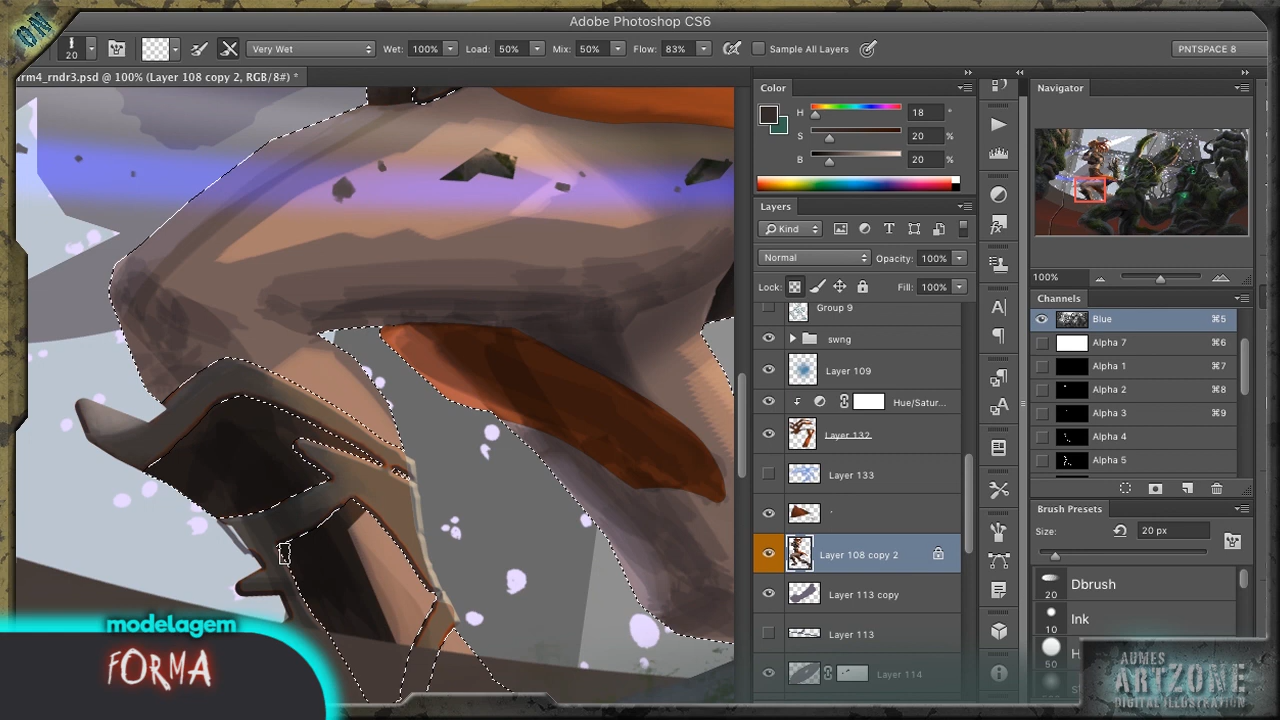 Adobe Photoshop CS6
20
Very Wet
Wet: 100%
Load: 50%
Mix: 50%
Flow: 83%
Sample All Layers
PNTSPACE 8
rm4_rndr3.psd @ 100% (Layer 108 copy 2, RGB/8#) *
Color
H 18 °
S 20 %
B 20 %
Layers
Kind
Normal
Opacity: 100%
Lock:
Fill: 100%
Group 9
swng
Layer 109
Hue/Satur...
Layer 132
Layer 133
Layer 108 copy 2
Layer 113 copy
Layer 113
Layer 114
Navigator
100%
Channels
Blue ⌘5
Alpha 7 ⌘6
Alpha 1 ⌘7
Alpha 2 ⌘8
Alpha 3 ⌘9
Alpha 4
Alpha 5
Brush Presets
Size: 20 px
20 Dbrush
10 Ink
50 H
modelagem
FORMA
AUMES
ARTZONE
DIGITAL ILLUSTRATION